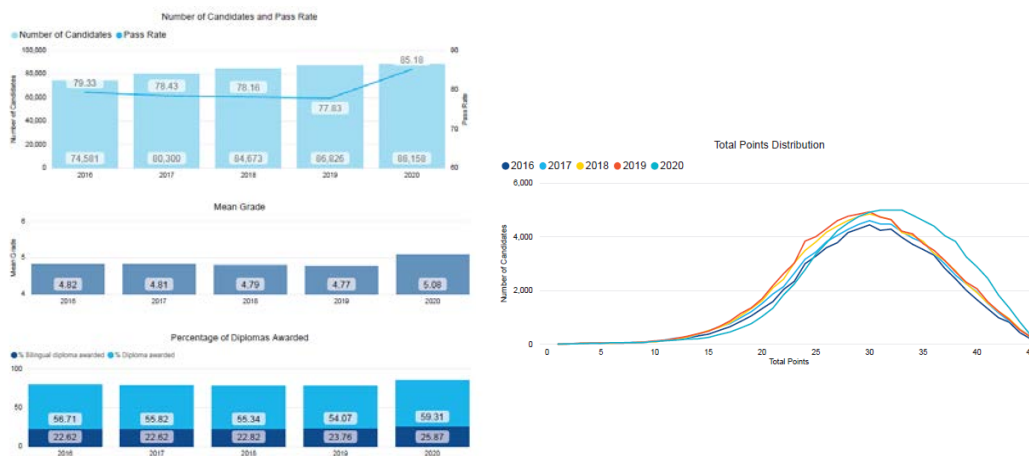 Number of Candidates and Pass Rate
Number of Candidates Pass Rate
100,000
80,000
60,000
40,000
20,000
0
Number of Candidates
79.33 78.43 78.16 77.83 85.18
74,581 80,300 84,673 86,826 88,158
90
80
70
60
Pass Rate
2016 2017 2018 2019 2020
Mean Grade
6
5
4
Mean Grade
4.82 4.81 4.79 4.77 5.08
2016 2017 2018 2019 2020
Percentage of Diplomas Awarded
% Bilingual diploma awarded % Diploma awarded
100
50
0
56.71 55.82 55.34 54.07 59.31
22.62 22.62 22.82 23.76 25.87
2016 2017 2018 2019 2020
Total Points Distribution
2016 2017 2018 2019 2020
6,000
4,000
2,000
0
Number of Candidates
0 5 10 15 20 25 30 35 40
Total Points